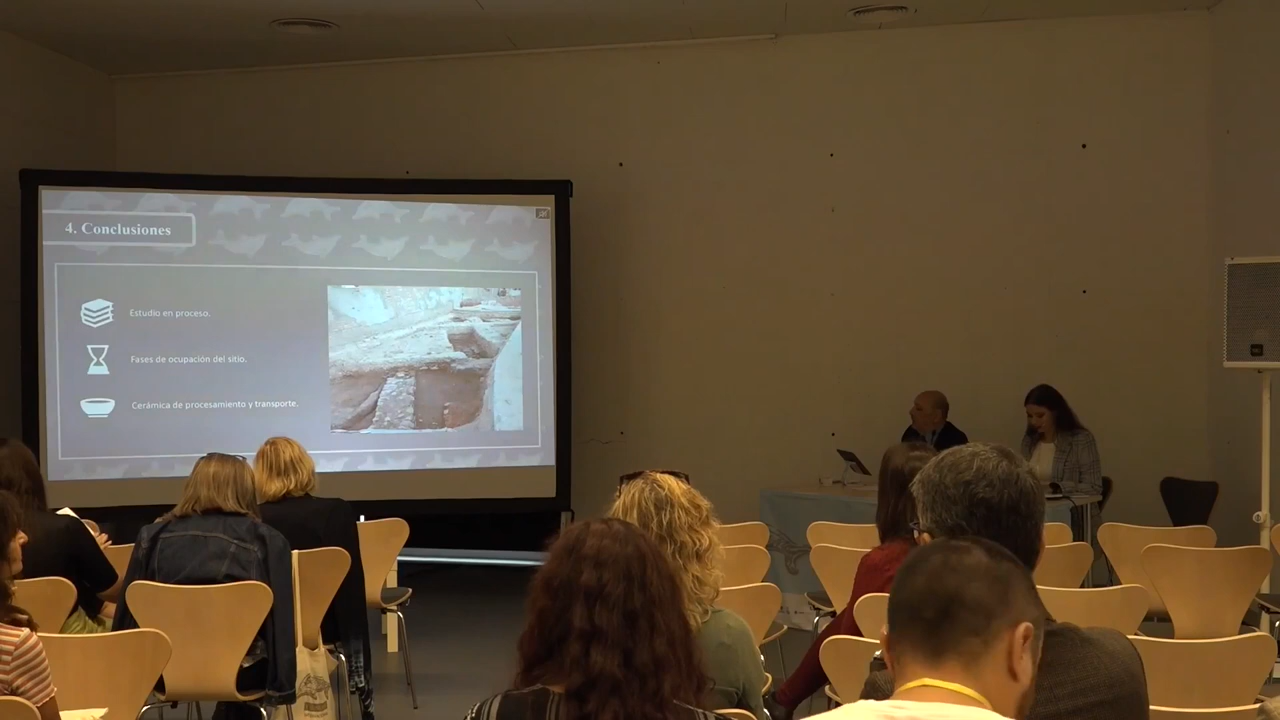 4. Conclusiones
Estudio en proceso.
Fases de ocupación del sitio.
Cerámica de procesamiento y transporte.